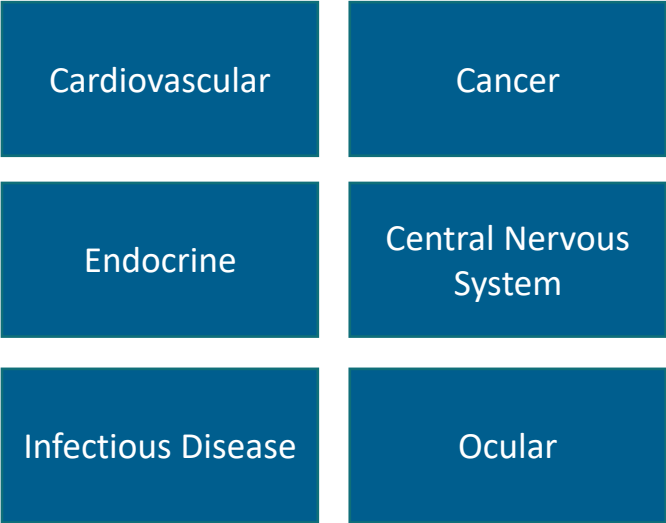 Cardiovascular
Cancer
Endocrine
Central Nervous
System
Infectious Disease
Ocular